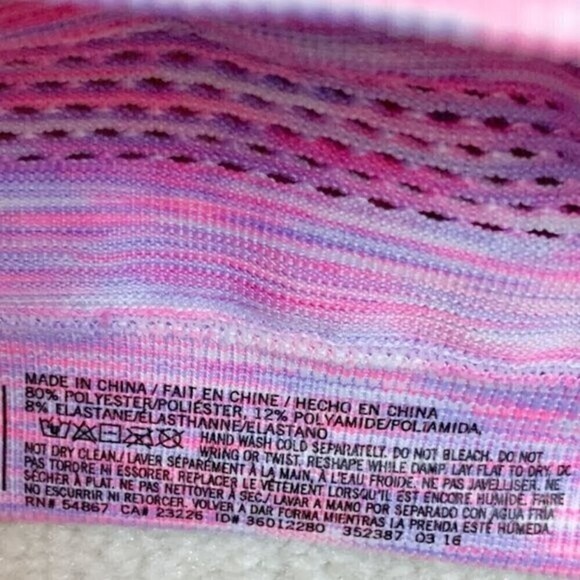 MADE IN CHINA / FAIT EN CHINE / HECHO EN CHINA
80% POLYESTER/POLIÉSTER, 12% POLYAMIDE/POLIAMIDA,
8% ELASTANE/ÉLASTHANNE/ELASTANO
HAND WASH COLD SEPARATELY. DO NOT BLEACH. DO NOT
WRING OR TWIST. RESHAPE WHILE DAMP. LAY FLAT TO DRY. DO
NOT DRY CLEAN./ LAVER SÉPARÉMENT À LA MAIN, À L'EAU FROIDE. NE PAS JAVELLISER. NE
PAS TORDRE NI ESSORER. REPLACER LE VÊTEMENT LORSQU'IL EST ENCORE HUMIDE. FAIRE
SÉCHER À PLAT. NE PAS NETTOYER À SEC./ LAVAR A MANO POR SEPARADO CON AGUA FRÍA.
NO ESCURRIR NI RETORCER. VOLVER A DAR FORMA MIENTRAS LA PRENDA ESTÉ HÚMEDA.
RN# 54867 CA# 23226 ID# 36012280 352387 03 16